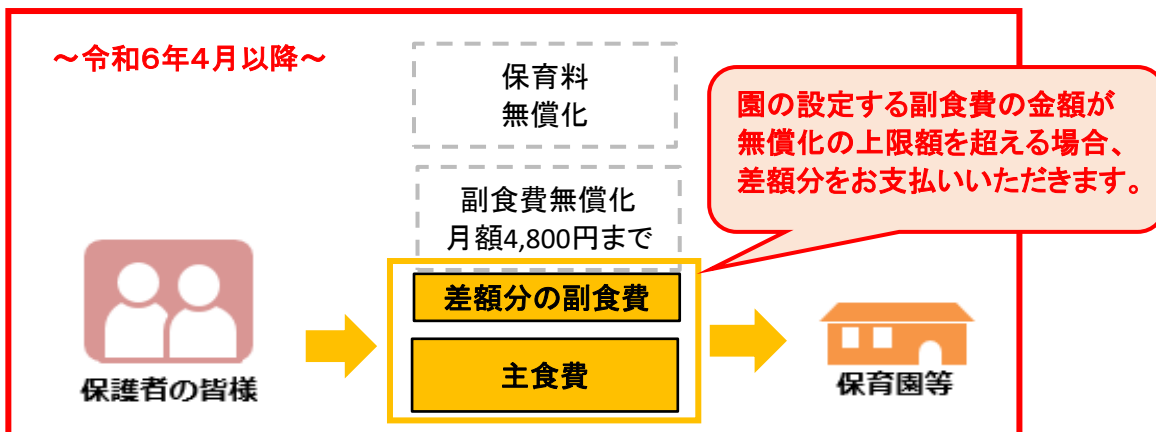 ～令和6年4月以降～
保育料
無償化
園の設定する副食費の金額が
無償化の上限額を超える場合、
差額分をお支払いいただきます。
副食費無償化
月額4,800円まで
差額分の副食費
主食費
保護者の皆様
保育園等